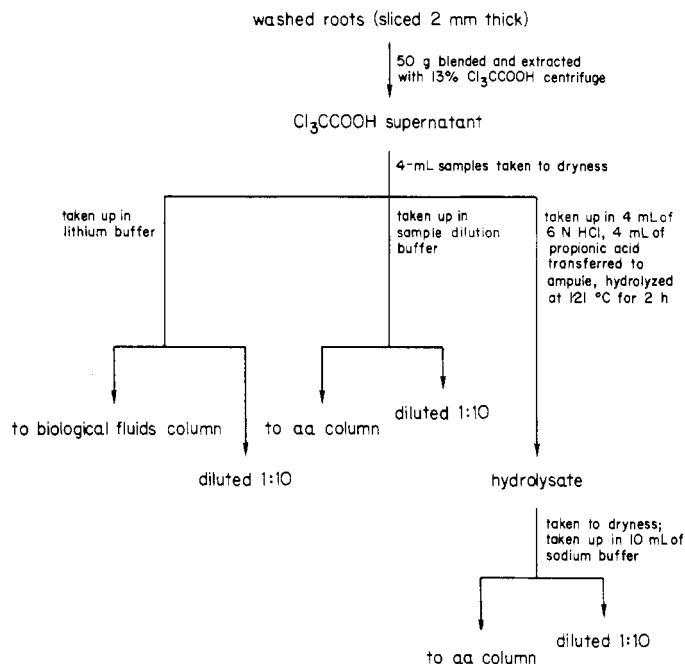 washed roots (sliced 2 mm thick)
50 g blended and extracted
with 13% Cl₃CCOOH centrifuge
Cl₃CCOOH supernatant
4-mL samples taken to dryness
taken up in
lithium buffer
taken up in
sample dilution
buffer
taken up in 4 mL of
6 N HCl, 4 mL of
propionic acid
transferred to
ampule, hydrolyzed
at 121 °C for 2 h
to biological fluids column
diluted 1:10
to aa column
diluted 1:10
hydrolysate
taken to dryness;
taken up in 10 mL of
sodium buffer
to aa column
diluted 1:10